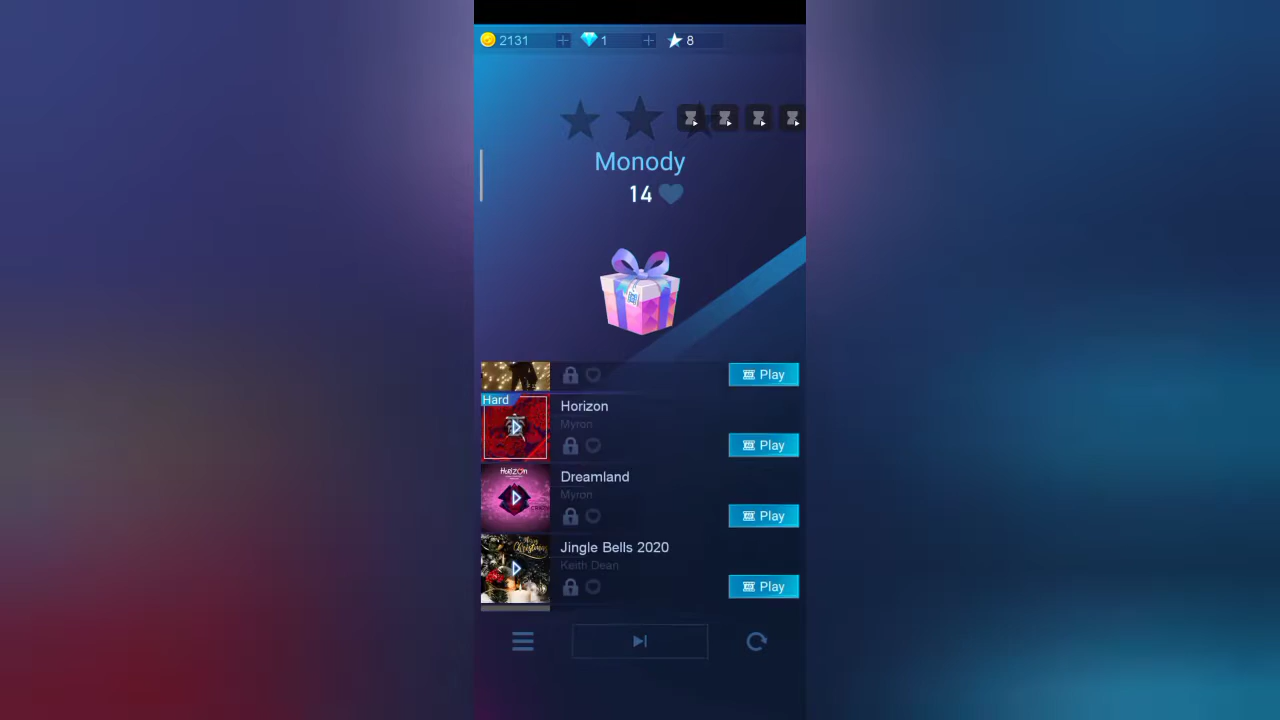 2131 1 8
Monody
14
Play
Hard
Horizon
Myron
Play
Horizon
Dreamland
Myron
Play
Christmas
Jingle Bells 2020
Keith Dean
Play